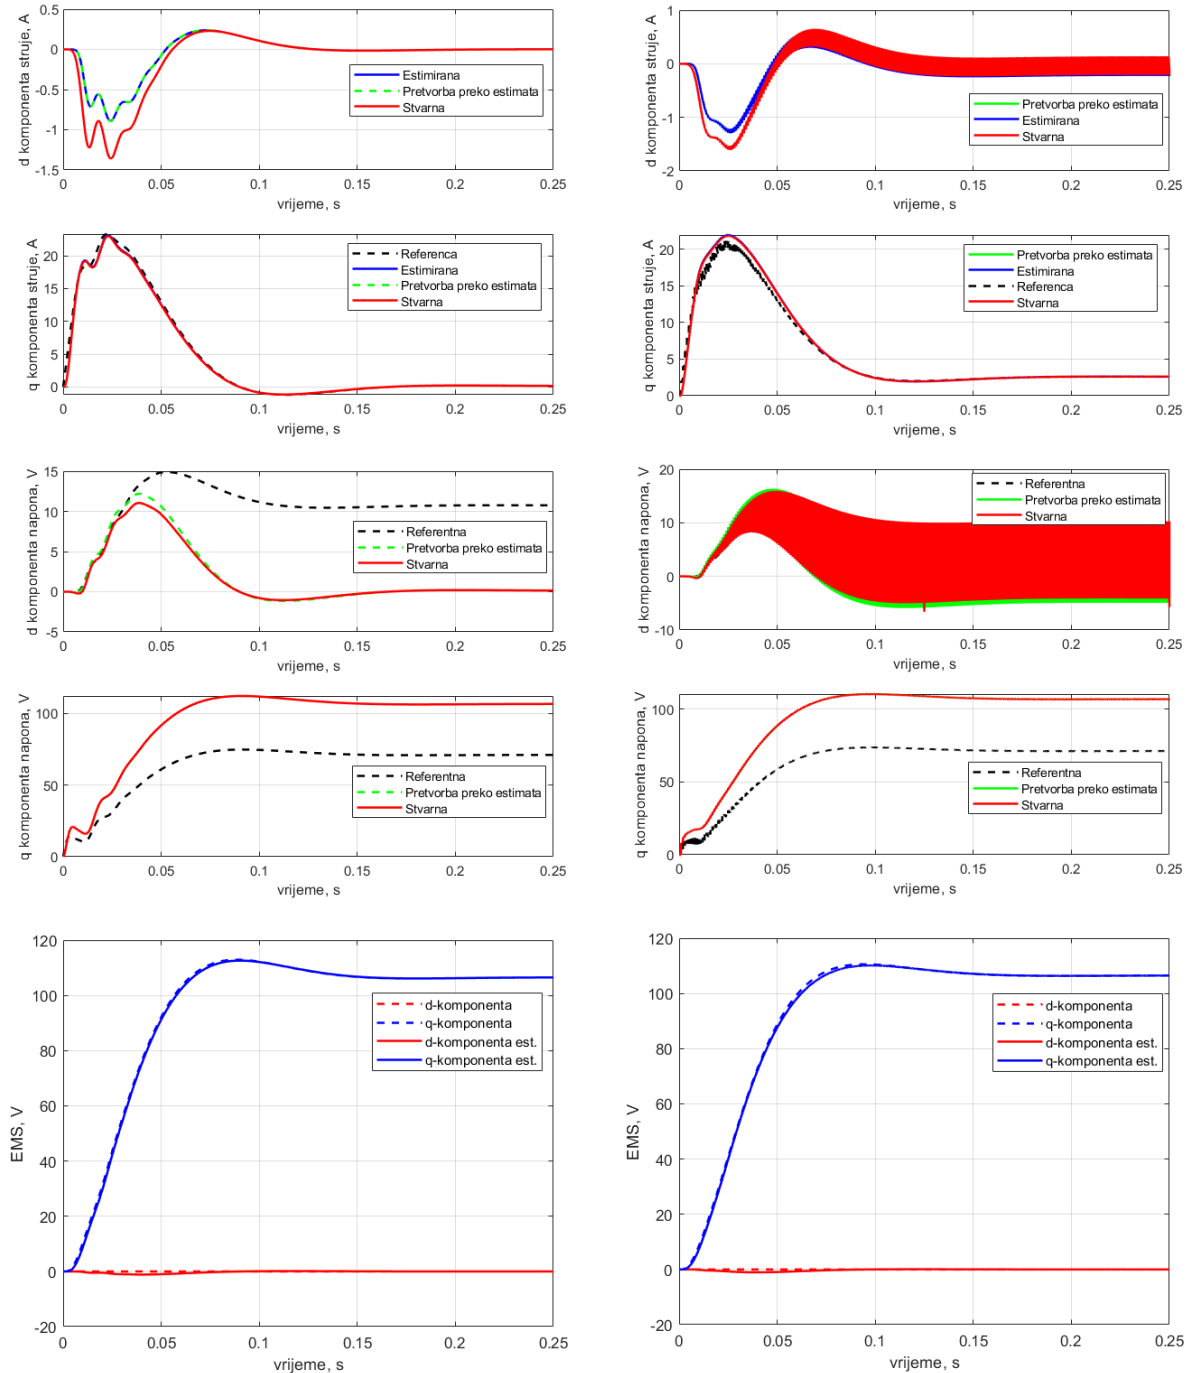 0.5
0
-0.5
-1
-1.5
d komponenta struje, A
Estimirana
Pretvorba preko estimata
Stvarna
0 0.05 0.1 0.15 0.2 0.25
vrijeme, s
1
0
-1
-2
d komponenta struje, A
Pretvorba preko estimata
Estimirana
Stvarna
0 0.05 0.1 0.15 0.2 0.25
vrijeme, s
20
15
10
5
0
q komponenta struje, A
Referenca
Estimirana
Pretvorba preko estimata
Stvarna
0 0.05 0.1 0.15 0.2 0.25
vrijeme, s
20
15
10
5
0
q komponenta struje, A
Pretvorba preko estimata
Estimirana
Referenca
Stvarna
0 0.05 0.1 0.15 0.2 0.25
vrijeme, s
15
10
5
0
-5
d komponenta napona, V
Referentna
Pretvorba preko estimata
Stvarna
0 0.05 0.1 0.15 0.2 0.25
vrijeme, s
20
10
0
-10
d komponenta napona, V
Referentna
Pretvorba preko estimata
Stvarna
0 0.05 0.1 0.15 0.2 0.25
vrijeme, s
100
50
0
q komponenta napona, V
Referentna
Pretvorba preko estimata
Stvarna
0 0.05 0.1 0.15 0.2 0.25
vrijeme, s
100
50
0
q komponenta napona, V
Referentna
Pretvorba preko estimata
Stvarna
0 0.05 0.1 0.15 0.2 0.25
vrijeme, s
120
100
80
60
40
20
0
-20
EMS, V
d-komponenta
q-komponenta
d-komponenta est.
q-komponenta est.
0 0.05 0.1 0.15 0.2 0.25
vrijeme, s
120
100
80
60
40
20
0
-20
EMS, V
d-komponenta
q-komponenta
d-komponenta est.
q-komponenta est.
0 0.05 0.1 0.15 0.2 0.25
vrijeme, s